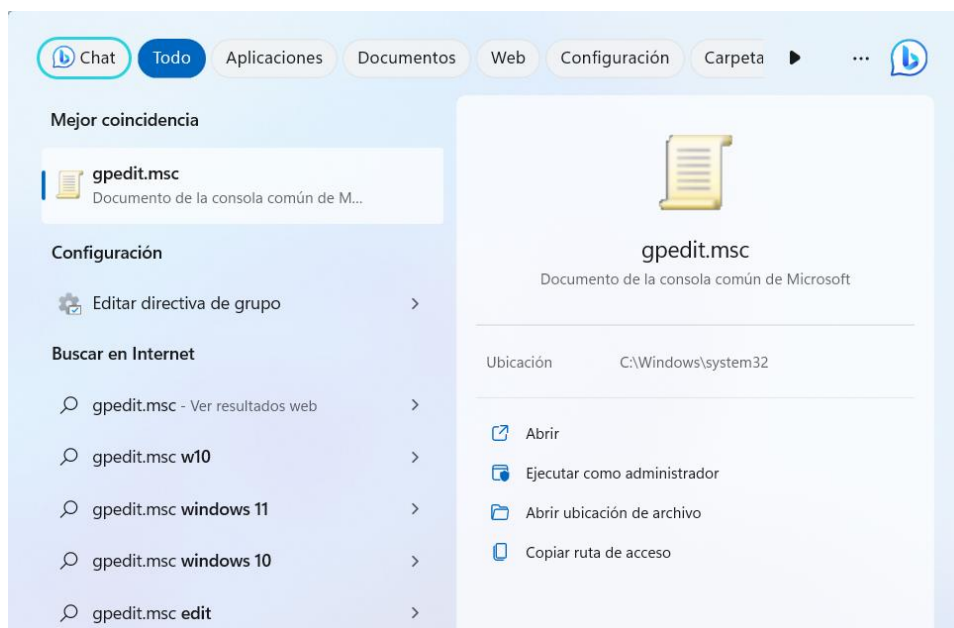 Chat Todo Aplicaciones Documentos Web Configuración Carpeta
Mejor coincidencia
gpedit.msc
Documento de la consola común de M...
Configuración
Editar directiva de grupo
Buscar en Internet
gpedit.msc - Ver resultados web
gpedit.msc w10
gpedit.msc windows 11
gpedit.msc windows 10
gpedit.msc edit
gpedit.msc
Documento de la consola común de Microsoft
Ubicación C:\Windows\system32
Abrir
Ejecutar como administrador
Abrir ubicación de archivo
Copiar ruta de acceso